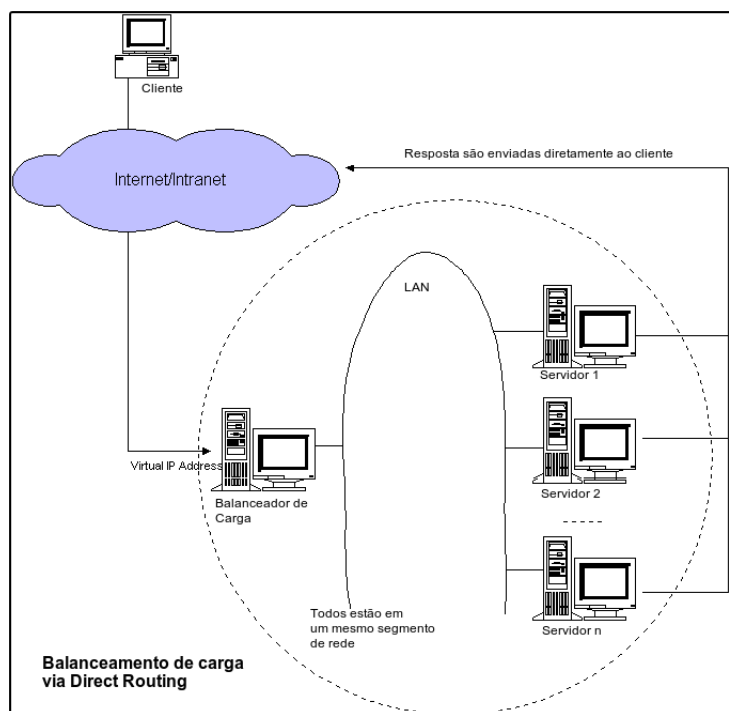 Cliente
Internet/Intranet
Resposta são enviadas diretamente ao cliente
LAN
Servidor 1
Virtual IP Address
Balanceador de
Carga
Servidor 2
Servidor n
Todos estão em
um mesmo segmento
de rede
Balanceamento de carga
via Direct Routing